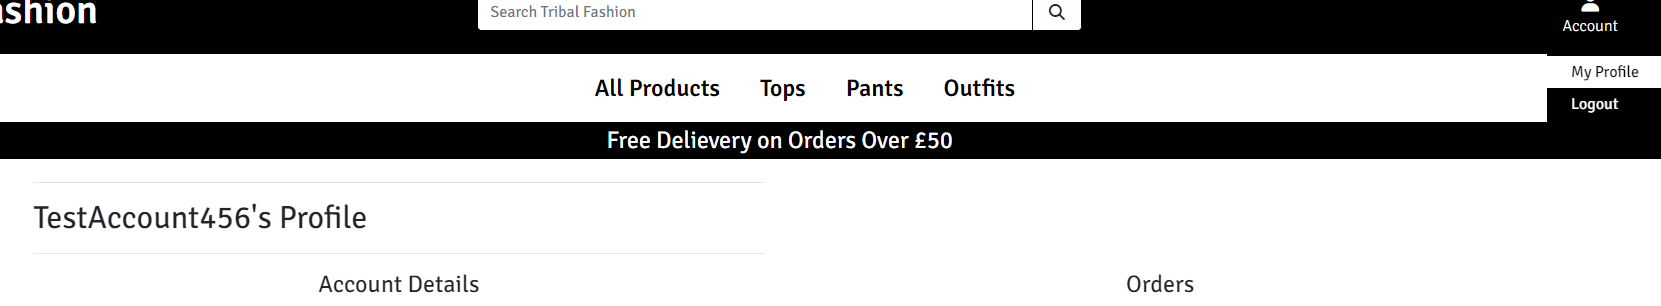 ashion
Search Tribal Fashion
Account
My Profile
Logout
All Products Tops Pants Outfits
Free Delievery on Orders Over £50
TestAccount456's Profile
Account Details
Orders